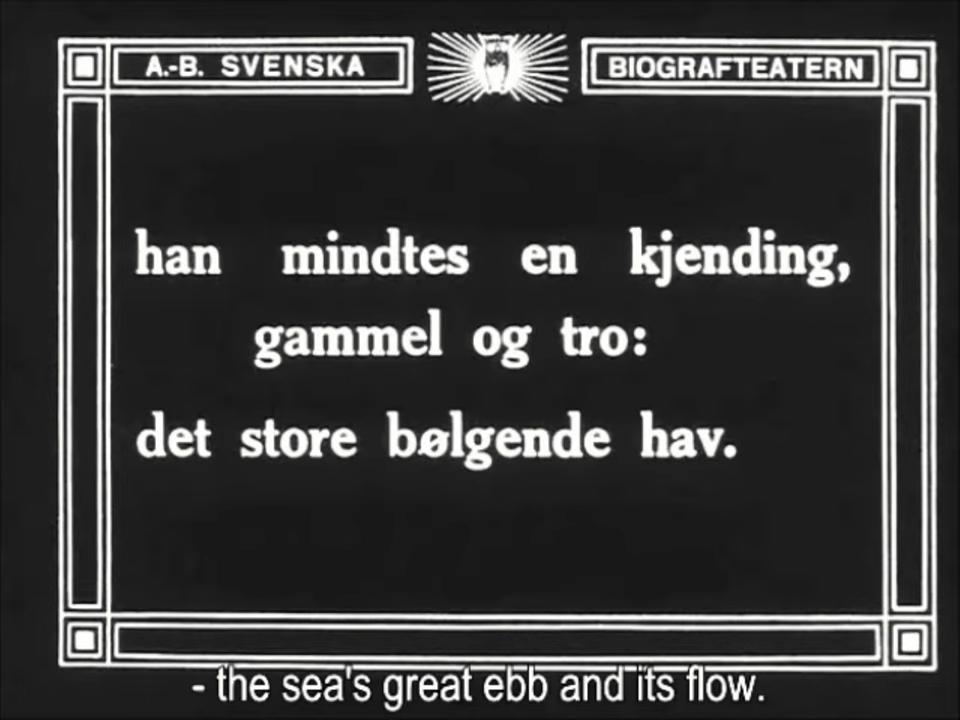 A.-B. SVENSKA BIOGRAFTEATERN
han mindtes en kjending,
gammel og tro:
det store bølgende hav.
- the sea's great ebb and its flow.